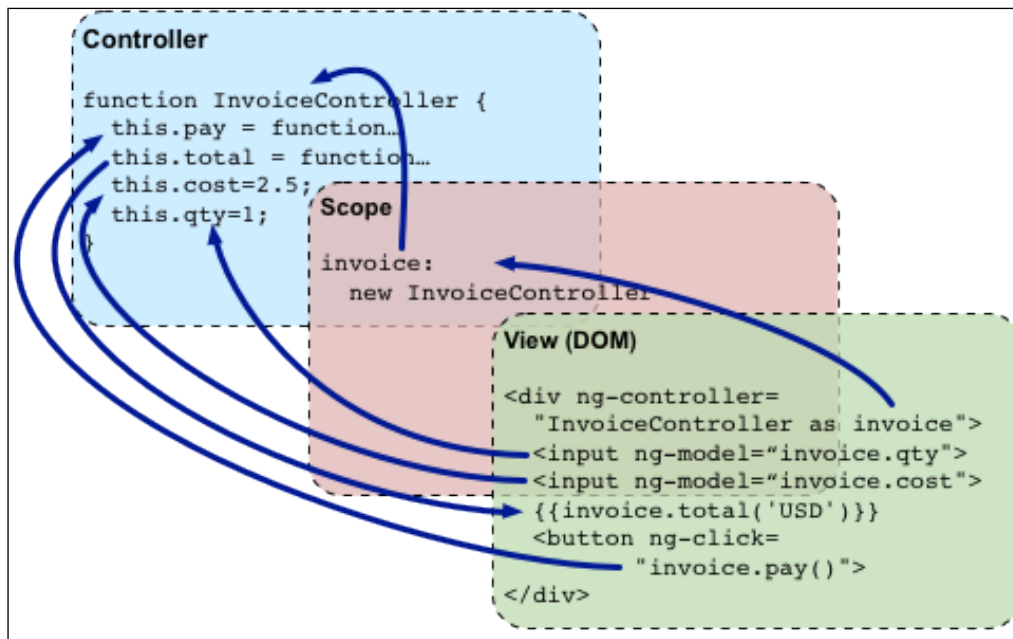 Controller
function InvoiceController {
this.pay = function…
this.total = function…
this.cost=2.5;
this.qty=1;
}
Scope
invoice:
new InvoiceController
View (DOM)
<div ng-controller=
"InvoiceController as invoice">
<input ng-model=“invoice.qty">
<input ng-model=“invoice.cost">
{{invoice.total('USD')}}
<button ng-click=
"invoice.pay()">
</div>